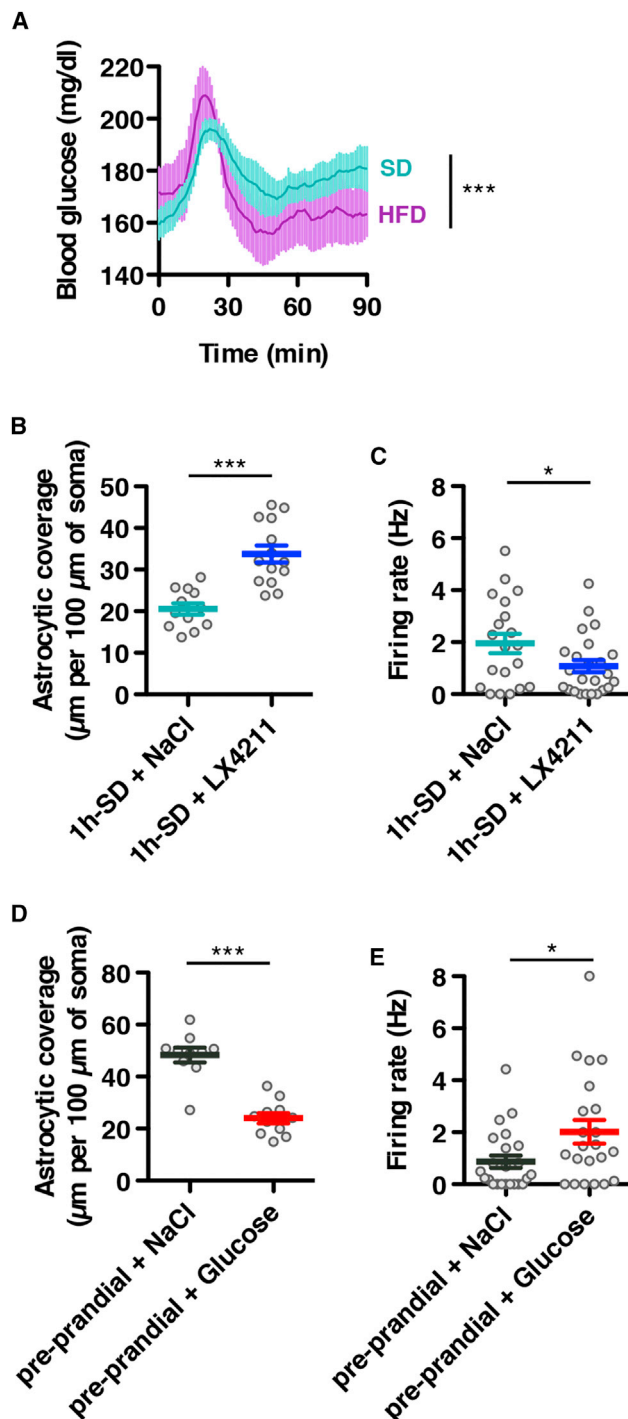 A
Blood glucose (mg/dl)
220
200
180
160
140
SD
HFD
***
0
30
60
90
Time (min)
B
Astrocytic coverage
(µm per 100 µm of soma)
50
40
30
20
10
0
***
1h-SD + NaCl
1h-SD + LX4211
C
Firing rate (Hz)
8
6
4
2
0
*
1h-SD + NaCl
1h-SD + LX4211
D
Astrocytic coverage
(µm per 100 µm of soma)
80
60
40
20
0
***
pre-prandial + NaCl
pre-prandial + Glucose
E
Firing rate (Hz)
8
6
4
2
0
*
pre-prandial + NaCl
pre-prandial + Glucose